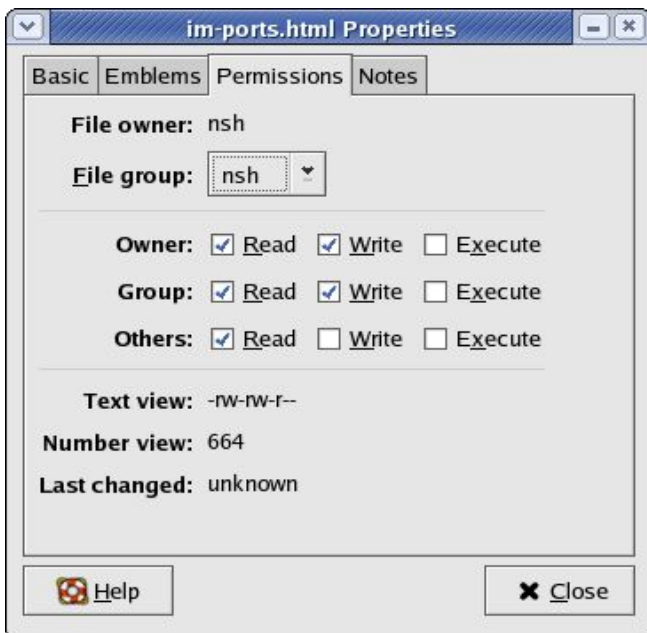 im-ports.html Properties
Basic Emblems Permissions Notes
File owner: nsh
File group: nsh
Owner: Read Write Execute
Group: Read Write Execute
Others: Read Write Execute
Text view: -rw-rw-r--
Number view: 664
Last changed: unknown
Help Close